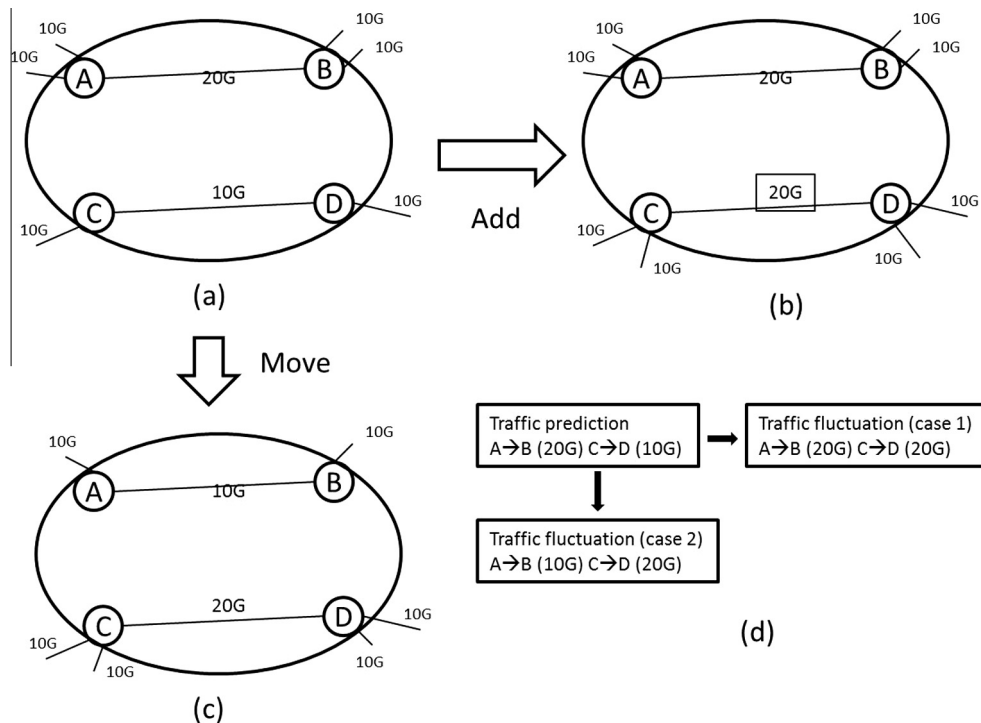 10G
10G
A
20G
B
10G
10G
C
10G
10G
D
10G
(a)
Add
10G
10G
A
20G
B
10G
10G
C
10G
10G
20G
D
10G
10G
(b)
Move
10G
A
10G
B
10G
C
10G
10G
20G
D
10G
10G
(c)
Traffic prediction
A→B (20G) C→D (10G)
Traffic fluctuation (case 1)
A→B (20G) C→D (20G)
Traffic fluctuation (case 2)
A→B (10G) C→D (20G)
(d)